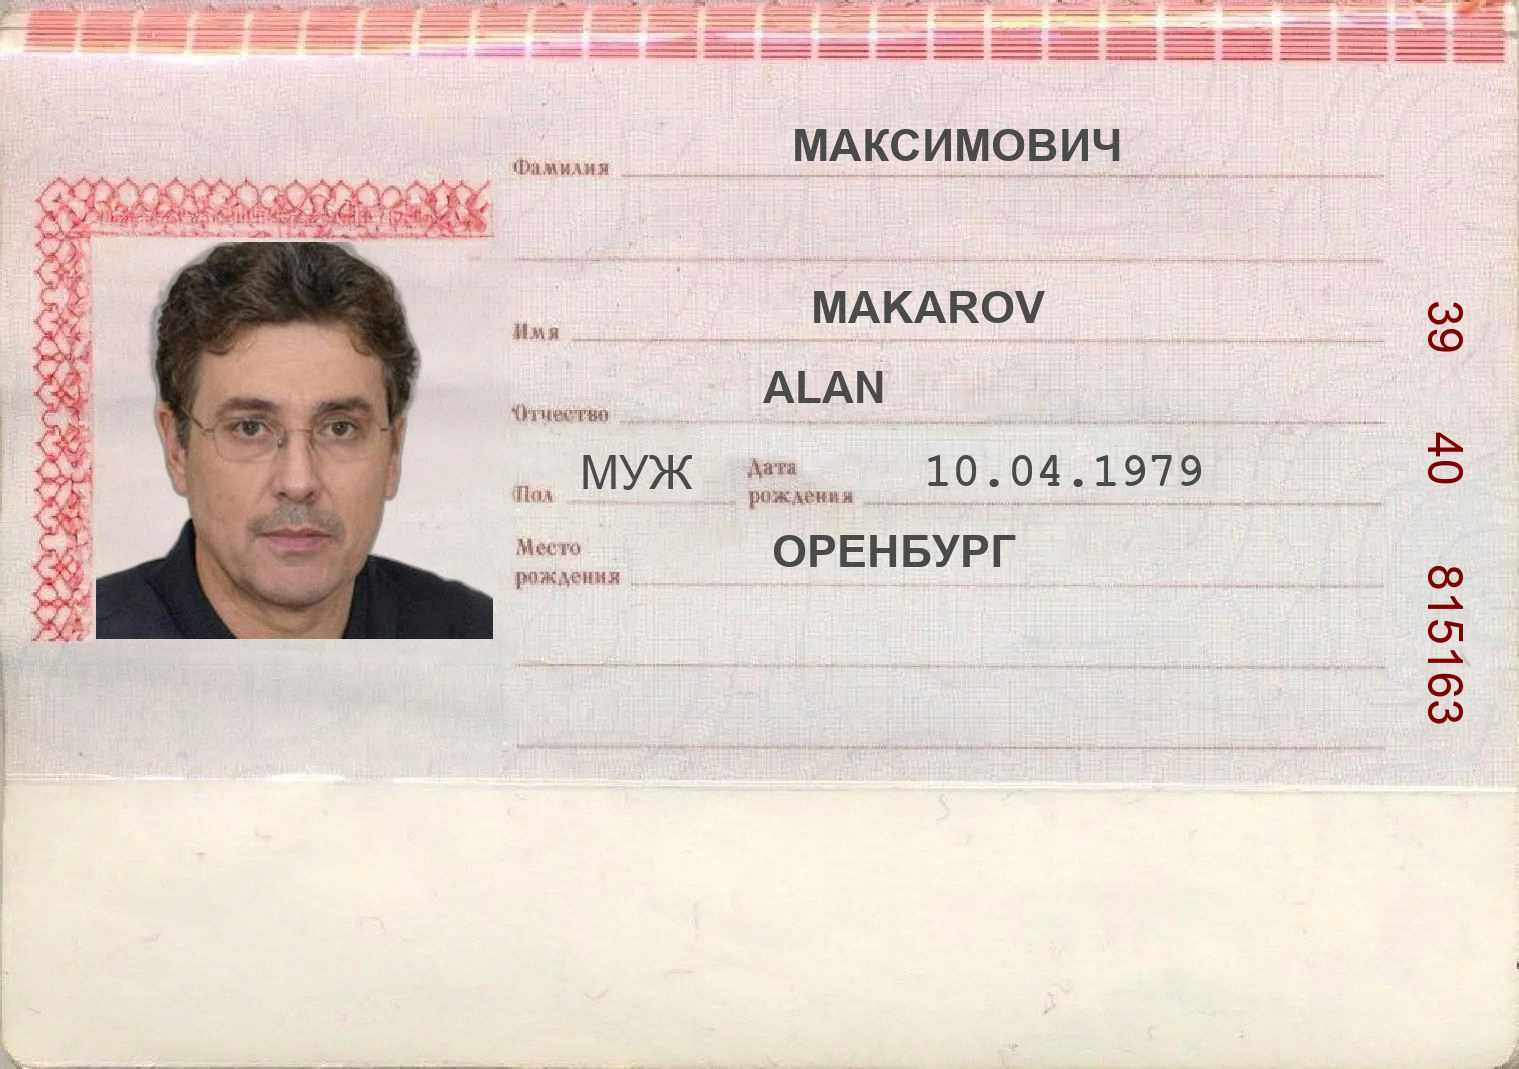 Фамилия МАКСИМОВИЧ
Имя MAKAROV
Отчество ALAN
Пол МУЖ Дата рождения 10.04.1979
Место рождения ОРЕНБУРГ
39 40 815163